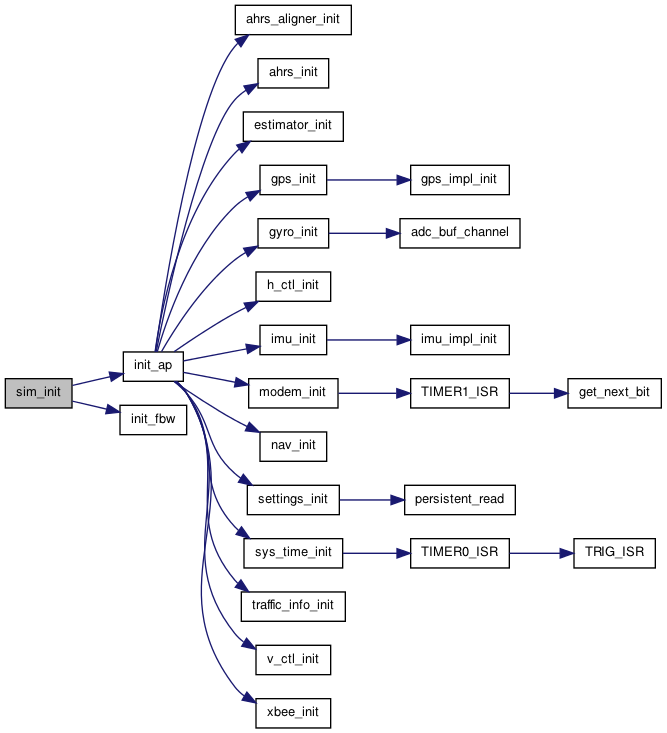 ahrs_aligner_init
ahrs_init
estimator_init
gps_init
gps_impl_init
gyro_init
adc_buf_channel
h_ctl_init
imu_init
imu_impl_init
init_ap
sim_init
modem_init
TIMER1_ISR
get_next_bit
init_fbw
nav_init
settings_init
persistent_read
sys_time_init
TIMER0_ISR
TRIG_ISR
traffic_info_init
v_ctl_init
xbee_init